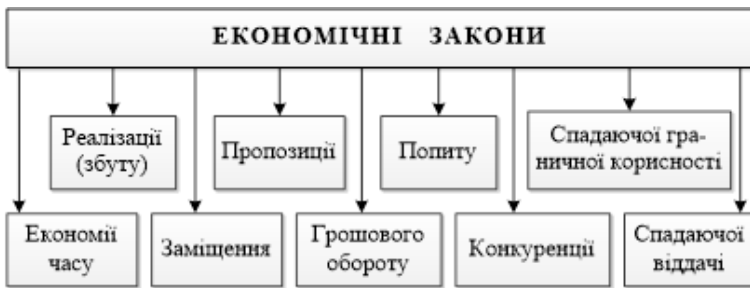 ЕКОНОМІЧНІ ЗАКОНИ
Реалізації
(збуту)
Пропозиції
Попиту
Спадаючої гра-
ничної корисності
Економії
часу
Заміщення
Грошового
обороту
Конкуренції
Спадаючої
віддачі